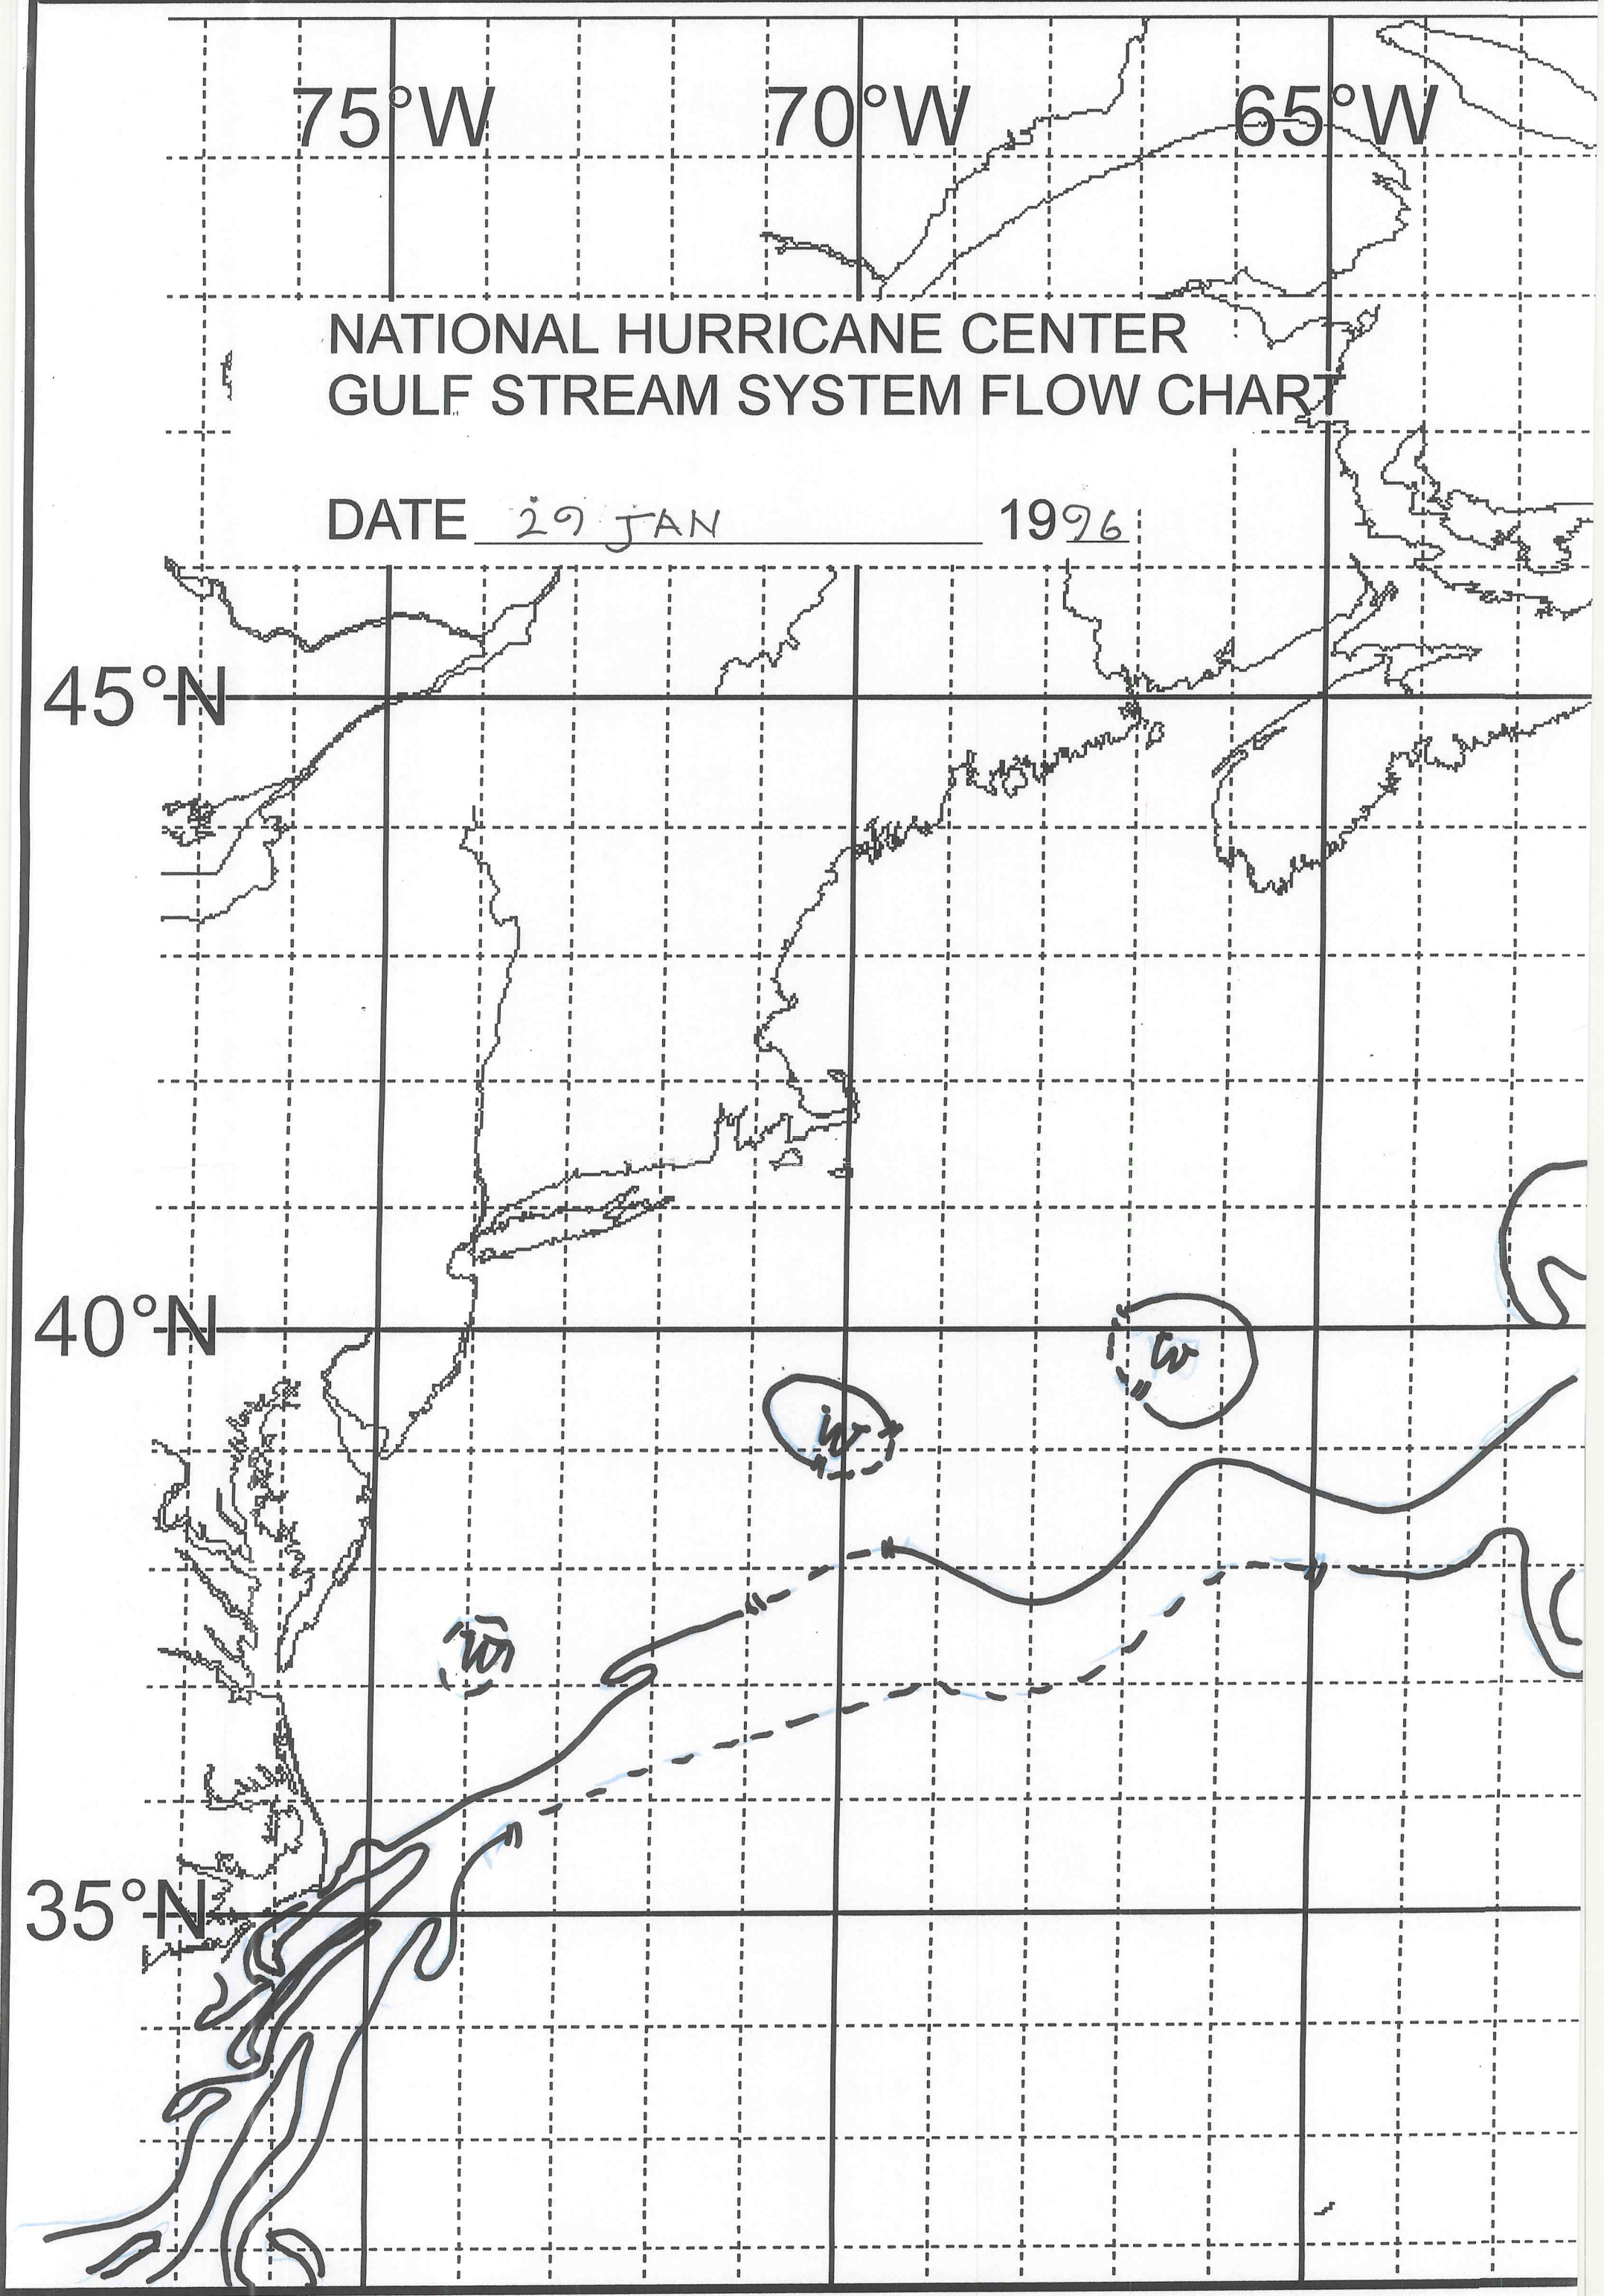 75°W 70°W 65°W
NATIONAL HURRICANE CENTER
GULF STREAM SYSTEM FLOW CHART
DATE 29 JAN 1996
45°N
40°N
W
W
W
35°N